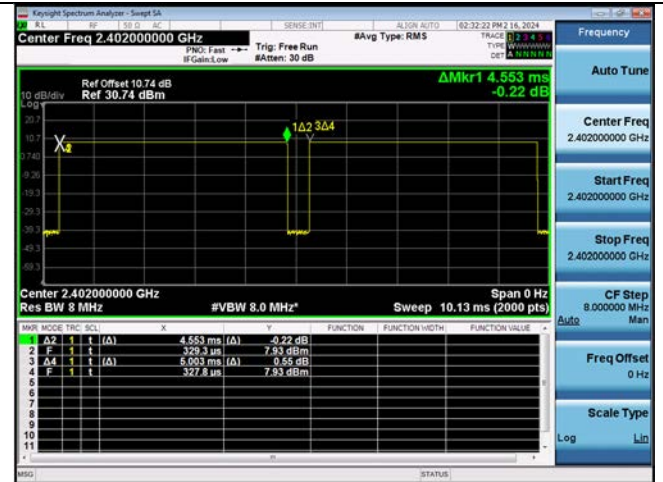 Keysight Spectrum Analyzer - Swept SA
RL RF 50 Ω AC SENSE:INT ALIGN AUTO 02:32:22 PM 2 16, 2024
Center Freq 2.402000000 GHz
PNO: Fast
IFGain:Low
Trig: Free Run
#Atten: 30 dB
#Avg Type: RMS
TRACE 1 2 3 4 5 6
TYPE WWWWWW
DET A N N N N N
Ref Offset 10.74 dB
10 dB/div Ref 30.74 dBm
Log
ΔMkr1 4.553 ms
-0.22 dB
20.7
10.7
0.740
-9.26
-19.3
-29.3
-39.3
-49.3
-59.3
X2
1Δ2 3Δ4
Center 2.402000000 GHz Span 0 Hz
Res BW 8 MHz #VBW 8.0 MHz* Sweep 10.13 ms (2000 pts)
MKR MODE TRC SCL X Y FUNCTION FUNCTION WIDTH FUNCTION VALUE
1 Δ2 1 t (Δ) 4.553 ms (Δ) -0.22 dB
2 F 1 t 329.3 µs 7.93 dBm
3 Δ4 1 t (Δ) 5.003 ms (Δ) 0.55 dB
4 F 1 t 327.8 µs 7.93 dBm
5
6
7
8
9
10
11
MSG STATUS
Frequency
Auto Tune
Center Freq
2.402000000 GHz
Start Freq
2.402000000 GHz
Stop Freq
2.402000000 GHz
CF Step
8.000000 MHz
Auto Man
Freq Offset
0 Hz
Scale Type
Log Lin